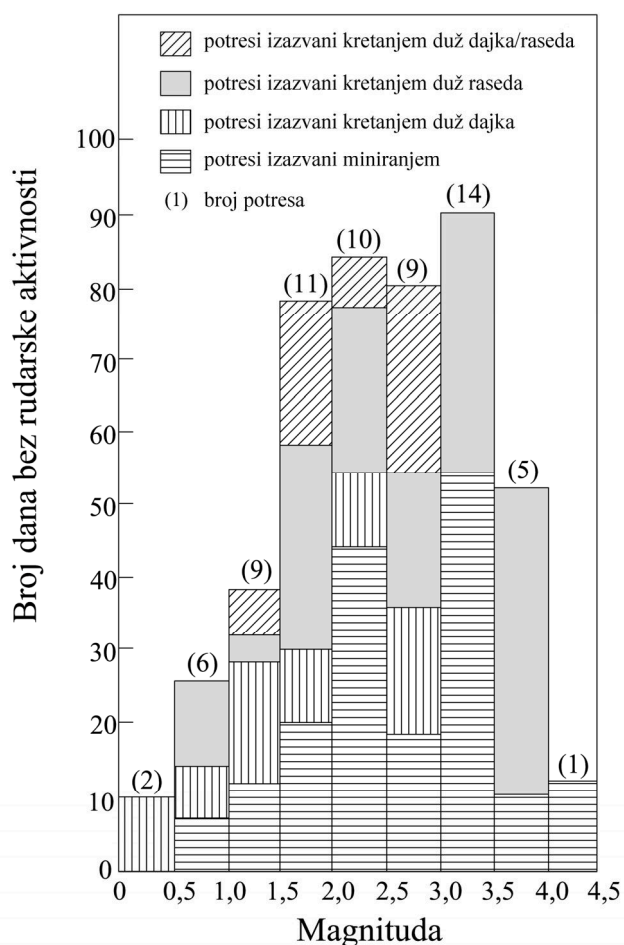 potresi izazvani kretanjem duž dajka/raseda
potresi izazvani kretanjem duž raseda
potresi izazvani kretanjem duž dajka
potresi izazvani miniranjem
(1) broj potresa
Broj dana bez rudarske aktivnosti
100
90
80
70
60
50
40
30
20
10
0
(2)
(6)
(9)
(11)
(10)
(9)
(14)
(5)
(1)
0 0,5 1,0 1,5 2,0 2,5 3,0 3,5 4,0 4,5
Magnituda